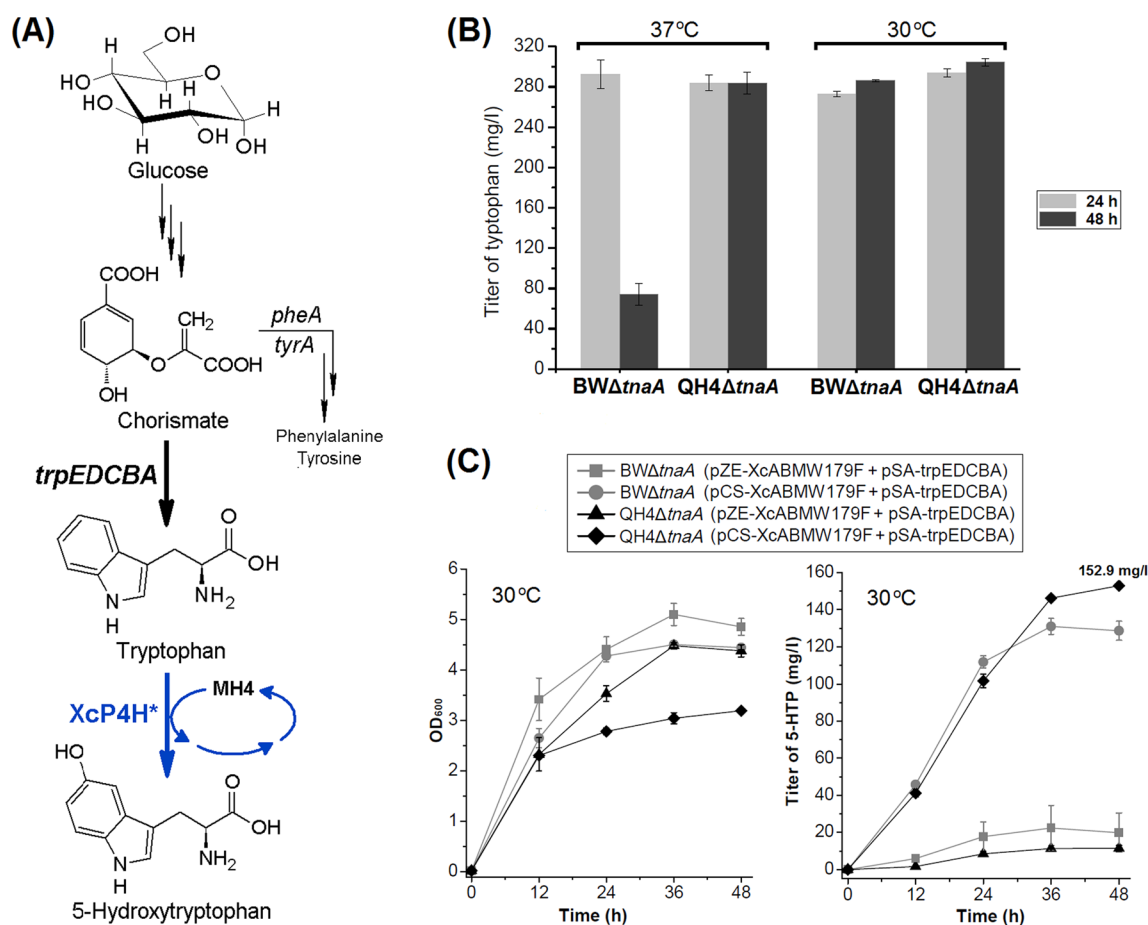 (A)
H
OH
H
O
HO
H
H
HO
H
OH
H
OH
Glucose
COOH
CH2
O
COOH
OH
pheA
tyrA
Chorismate
Phenylalanine
Tyrosine
trpEDCBA
O
OH
NH2
N
H
Tryptophan
XcP4H*
MH4
HO
O
OH
NH2
N
H
5-Hydroxytryptophan
(B)
37°C
30°C
Titer of typtophan (mg/l)
320
280
240
200
160
120
80
40
0
BWΔtnaA
QH4ΔtnaA
BWΔtnaA
QH4ΔtnaA
24 h
48 h
(C)
BWΔtnaA (pZE-XcABMW179F + pSA-trpEDCBA)
BWΔtnaA (pCS-XcABMW179F + pSA-trpEDCBA)
QH4ΔtnaA (pZE-XcABMW179F + pSA-trpEDCBA)
QH4ΔtnaA (pCS-XcABMW179F + pSA-trpEDCBA)
30°C
OD600
6
5
4
3
2
1
0
0 12 24 36 48
Time (h)
30°C
152.9 mg/l
Titer of 5-HTP (mg/l)
160
140
120
100
80
60
40
20
0
0 12 24 36 48
Time (h)